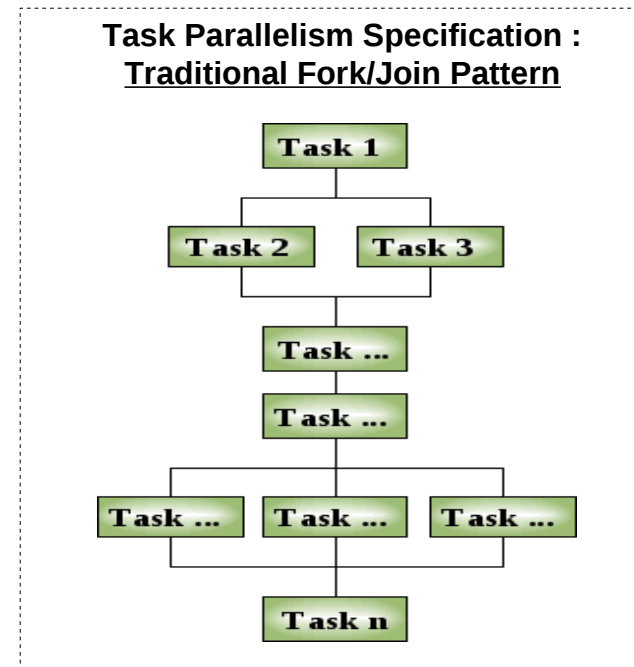 Task Parallelism Specification :
Traditional Fork/Join Pattern
Task 1
Task 2 Task 3
Task ...
Task ...
Task ... Task ... Task ...
Task n